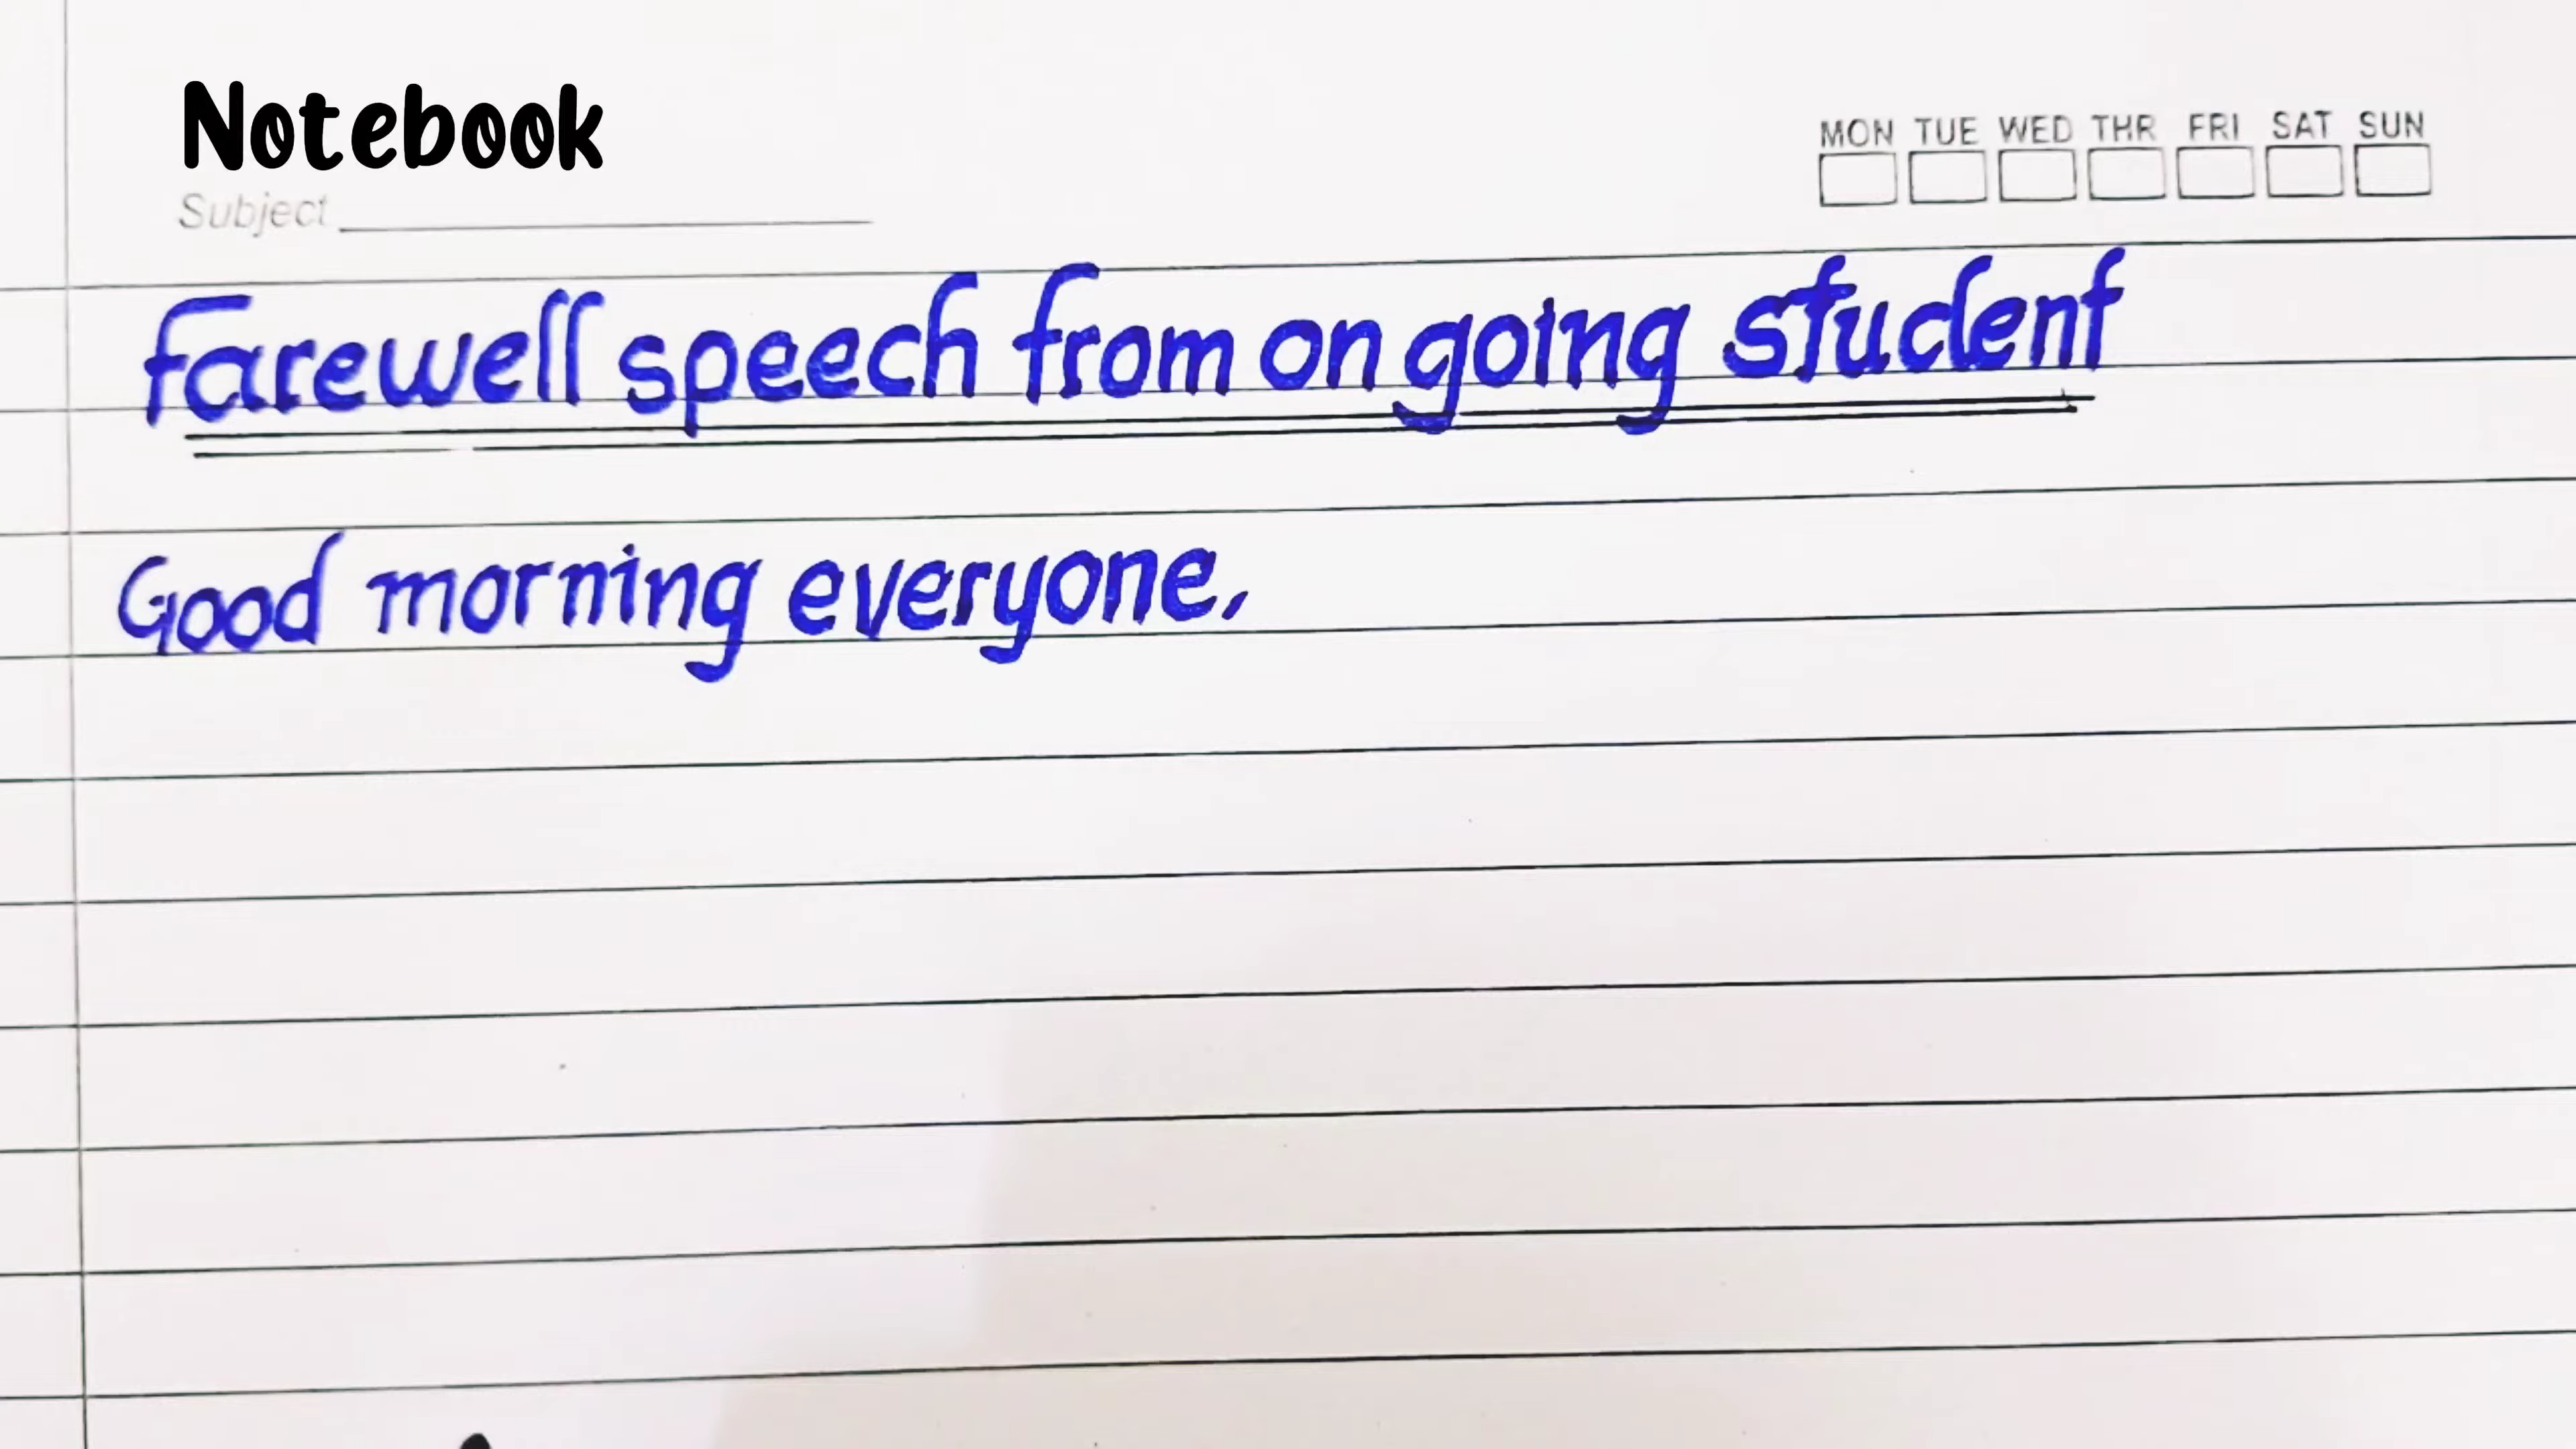 Notebook
MON TUE WED THR FRI SAT SUN
Subject
Farewell speech from on going student
Good morning everyone,